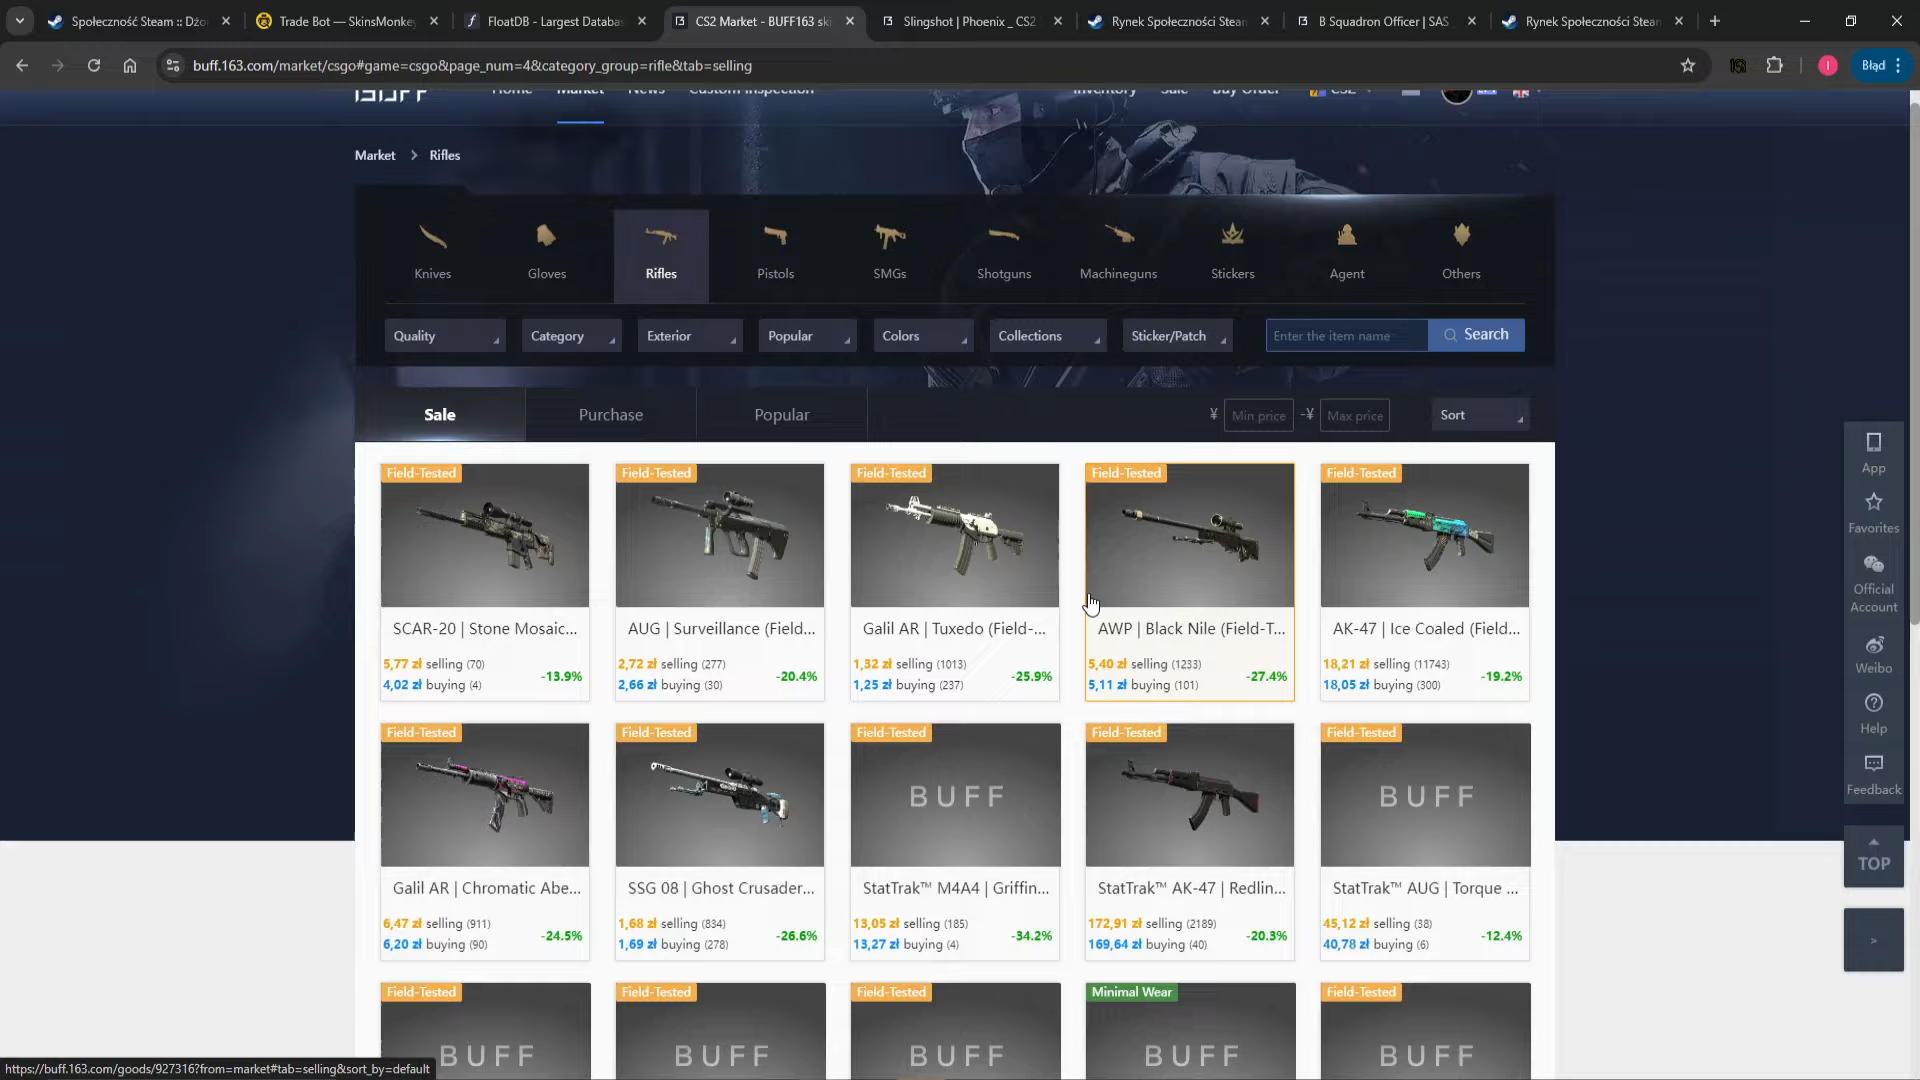 Społeczność Steam :: Dżo
Trade Bot — SkinsMonkey
FloatDB - Largest Databa
CS2 Market - BUFF163 ski
Slingshot | Phoenix _ CS2
Rynek Społeczności Stean
B Squadron Officer | SAS
Rynek Społeczności Stean
buff.163.com/market/csgo#game=csgo&page_num=4&category_group=rifle&tab=selling
Błąd
BUFF
Home Market News Custom Inspection
Inventory Sale Buy Order CS2
Market > Rifles
Knives Gloves Rifles Pistols SMGs Shotguns Machineguns Stickers Agent Others
Quality Category Exterior Popular Colors Collections Sticker/Patch Enter the item name Search
Sale Purchase Popular ¥ Min price -¥ Max price Sort
Field-Tested Field-Tested Field-Tested Field-Tested Field-Tested
SCAR-20 | Stone Mosaic... AUG | Surveillance (Field... Galil AR | Tuxedo (Field-... AWP | Black Nile (Field-T... AK-47 | Ice Coaled (Field...
5,77 zł selling (70) 2,72 zł selling (277) 1,32 zł selling (1013) 5,40 zł selling (1233) 18,21 zł selling (11743)
-13.9% -20.4% -25.9% -27.4% -19.2%
4,02 zł buying (4) 2,66 zł buying (30) 1,25 zł buying (237) 5,11 zł buying (101) 18,05 zł buying (300)
Field-Tested Field-Tested Field-Tested Field-Tested Field-Tested
BUFF BUFF
Galil AR | Chromatic Abe... SSG 08 | Ghost Crusader... StatTrak™ M4A4 | Griffin... StatTrak™ AK-47 | Redlin... StatTrak™ AUG | Torque ...
6,47 zł selling (911) 1,68 zł selling (834) 13,05 zł selling (185) 172,91 zł selling (2189) 45,12 zł selling (38)
-24.5% -26.6% -34.2% -20.3% -12.4%
6,20 zł buying (90) 1,69 zł buying (278) 13,27 zł buying (4) 169,64 zł buying (40) 40,78 zł buying (6)
Field-Tested Field-Tested Field-Tested Minimal Wear Field-Tested
BUFF BUFF BUFF BUFF BUFF
App
Favorites
Official
Account
Weibo
Help
Feedback
TOP
>
https://buff.163.com/goods/927316?from=market#tab=selling&sort_by=default